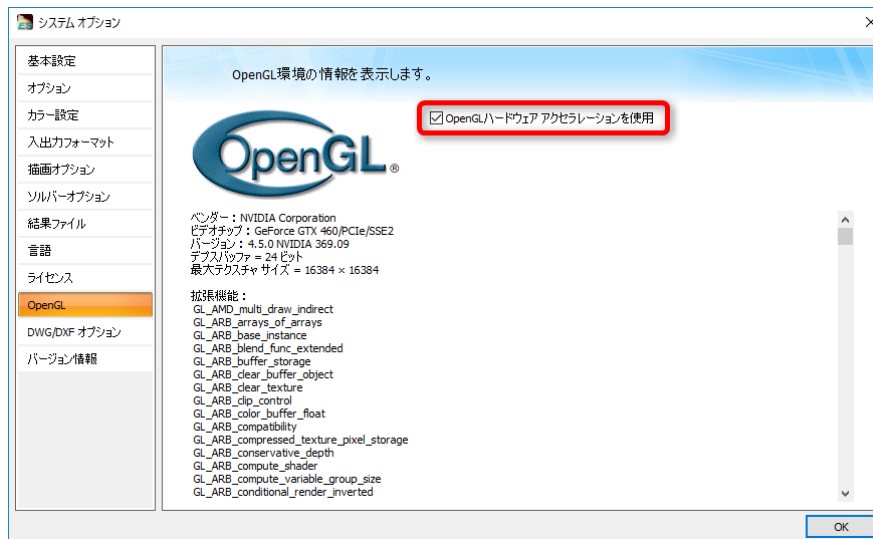 システム オプション
基本設定
オプション
カラー設定
入出力フォーマット
描画オプション
ソルバーオプション
結果ファイル
言語
ライセンス
OpenGL
DWG/DXF オプション
バージョン情報
OpenGL環境の情報を表示します。
OpenGL®
OpenGLハードウェア アクセラレーションを使用
ベンダー：NVIDIA Corporation
ビデオチップ：GeForce GTX 460/PCIe/SSE2
バージョン：4.5.0 NVIDIA 369.09
デプスバッファ = 24 ビット
最大テクスチャ サイズ = 16384 × 16384
拡張機能：
GL_AMD_multi_draw_indirect
GL_ARB_arrays_of_arrays
GL_ARB_base_instance
GL_ARB_blend_func_extended
GL_ARB_buffer_storage
GL_ARB_clear_buffer_object
GL_ARB_clear_texture
GL_ARB_clip_control
GL_ARB_color_buffer_float
GL_ARB_compatibility
GL_ARB_compressed_texture_pixel_storage
GL_ARB_conservative_depth
GL_ARB_compute_shader
GL_ARB_compute_variable_group_size
GL_ARB_conditional_render_inverted
OK